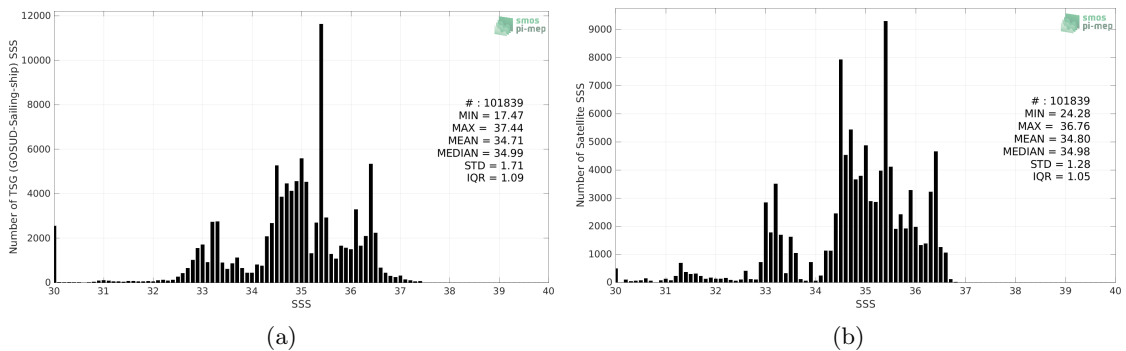 12000
10000
8000
6000
4000
2000
0
Number of TSG (GOSUD-Sailing-ship) SSS
30 31 32 33 34 35 36 37 38 39 40
SSS
smos
pi-mep
# : 101839
MIN = 17.47
MAX = 37.44
MEAN = 34.71
MEDIAN = 34.99
STD = 1.71
IQR = 1.09
(a)
9000
8000
7000
6000
5000
4000
3000
2000
1000
0
Number of Satellite SSS
30 31 32 33 34 35 36 37 38 39 40
SSS
smos
pi-mep
# : 101839
MIN = 24.28
MAX = 36.76
MEAN = 34.80
MEDIAN = 34.98
STD = 1.28
IQR = 1.05
(b)